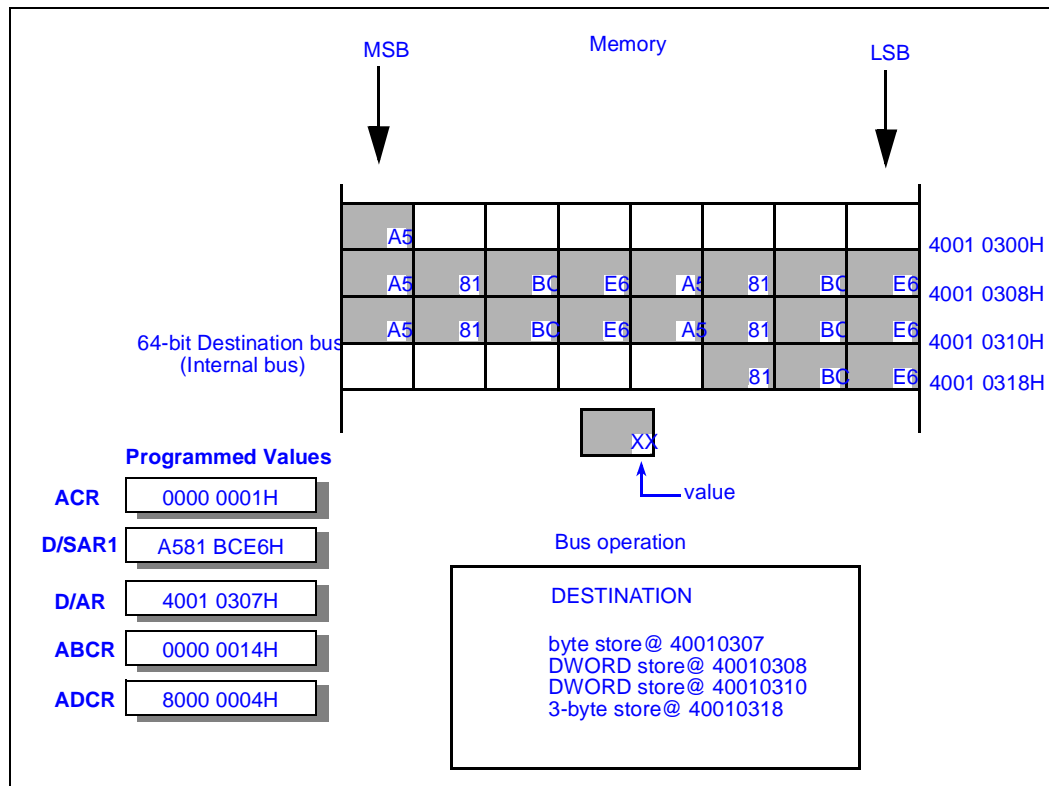 MSB Memory LSB
A5 4001 0300H
A5 81 BC E6 A5 81 BC E6 4001 0308H
A5 81 BC E6 A5 81 BC E6 4001 0310H
81 BC E6 4001 0318H
64-bit Destination bus
(Internal bus)
XX
value
Programmed Values
ACR 0000 0001H
D/SAR1 A581 BCE6H
D/AR 4001 0307H
ABCR 0000 0014H
ADCR 8000 0004H
Bus operation
DESTINATION
byte store@ 40010307
DWORD store@ 40010308
DWORD store@ 40010310
3-byte store@ 40010318